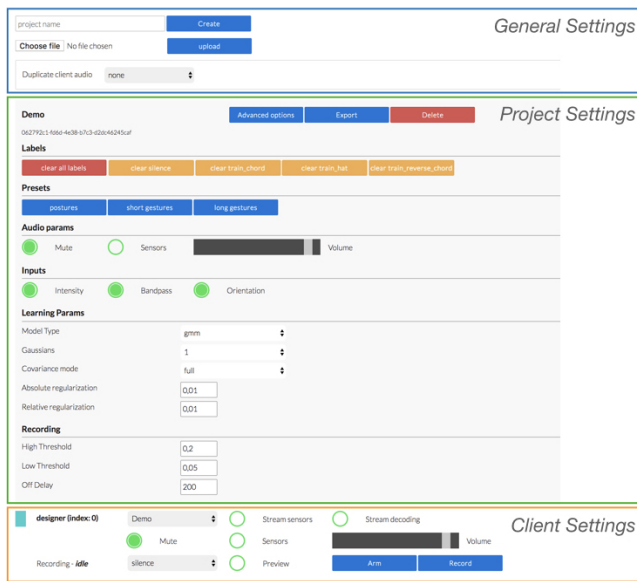 project name Create General Settings
Choose file No file chosen upload
Duplicate client audio none
Demo Advanced options Export Delete Project Settings
062792c1-fd6d-4e38-b7c3-d2dc46245caf
Labels
clear all labels clear silence clear train_chord clear train_hat clear train_reverse_chord
Presets
postures short gestures long gestures
Audio params
Mute Sensors Volume
Inputs
Intensity Bandpass Orientation
Learning Params
Model Type gmm
Gaussians 1
Covariance mode full
Absolute regularization 0,01
Relative regularization 0,01
Recording
High Threshold 0,2
Low Threshold 0,05
Off Delay 200
designer (index: 0) Demo Stream sensors Stream decoding Client Settings
Mute Sensors Volume
Recording - idle silence Preview Arm Record